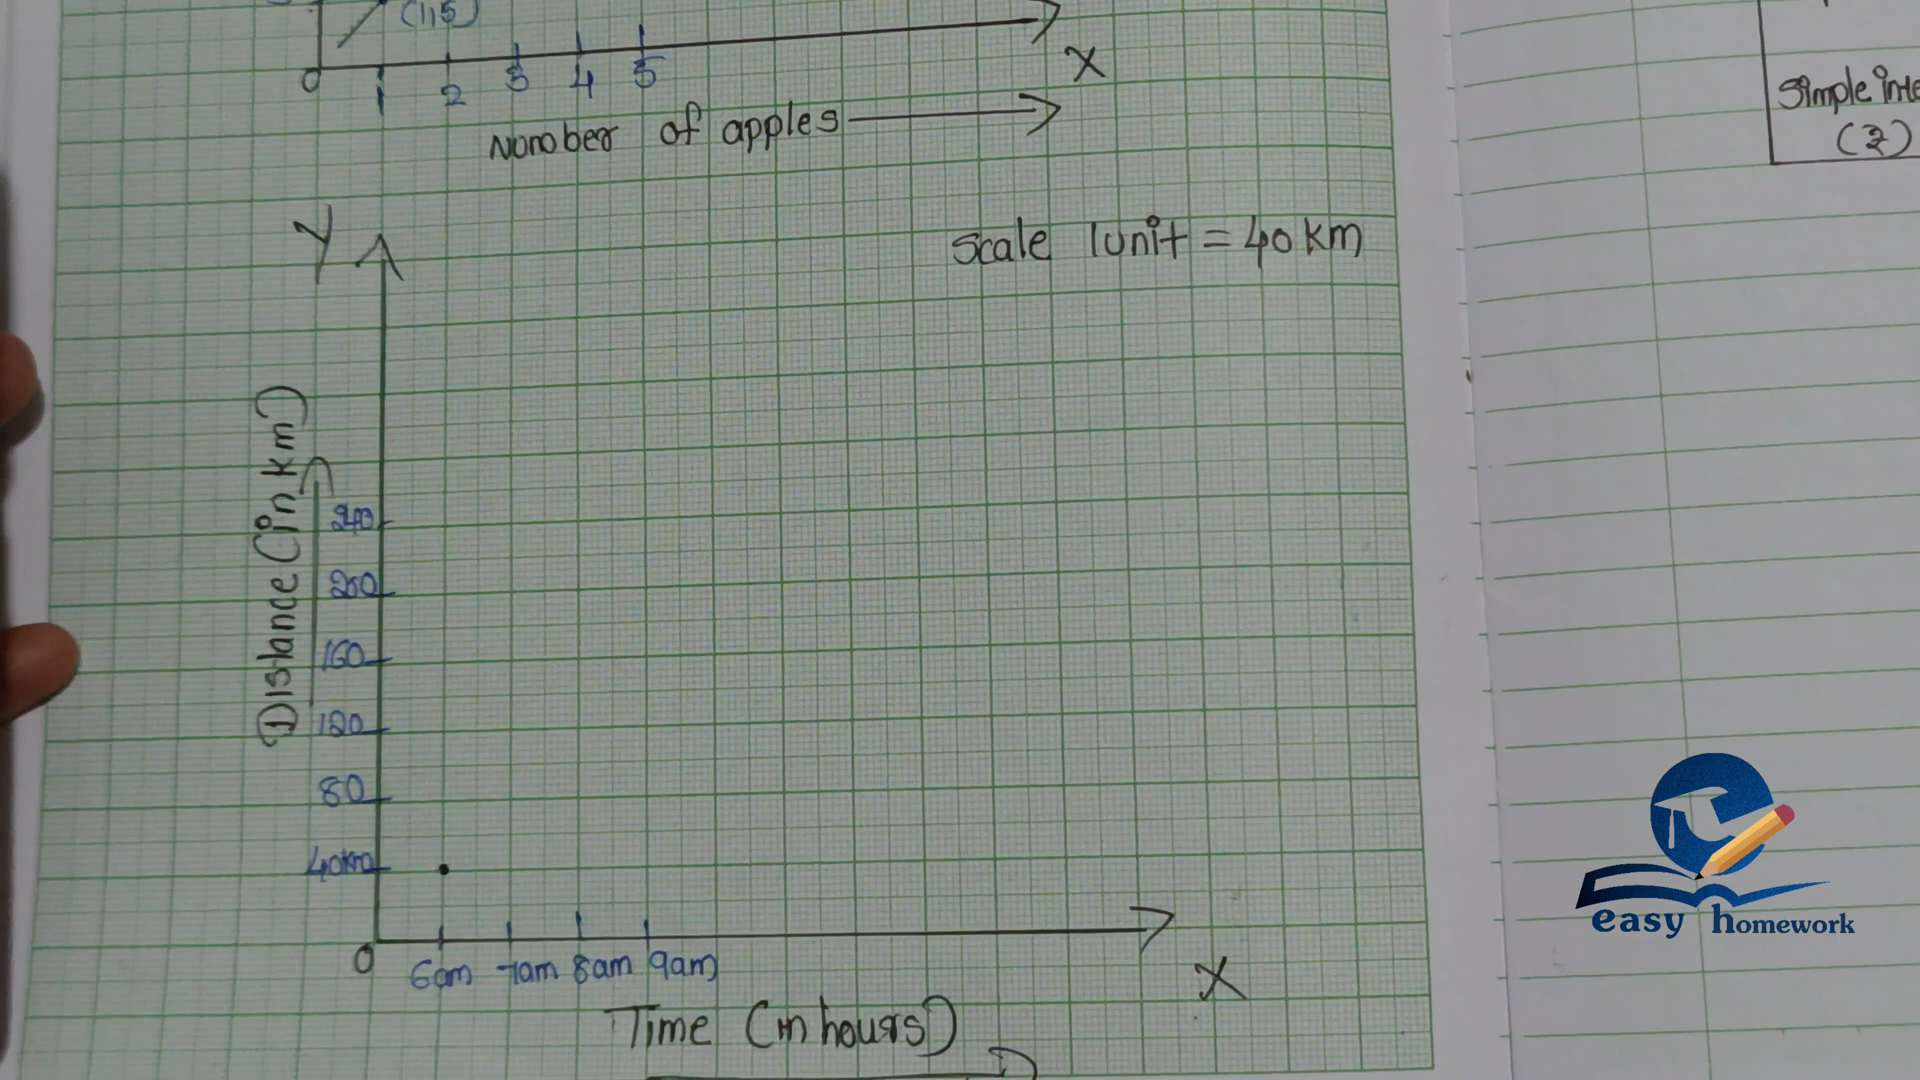 (1,5)
0 1 2 3 4 5
X
Number of apples
Simple inte
(₹)
Y
Scale 1unit = 40 km
Distance (in km)
240
200
160
120
80
40km
0
6am 7am 8am 9am
X
Time (in hours)
easy homework